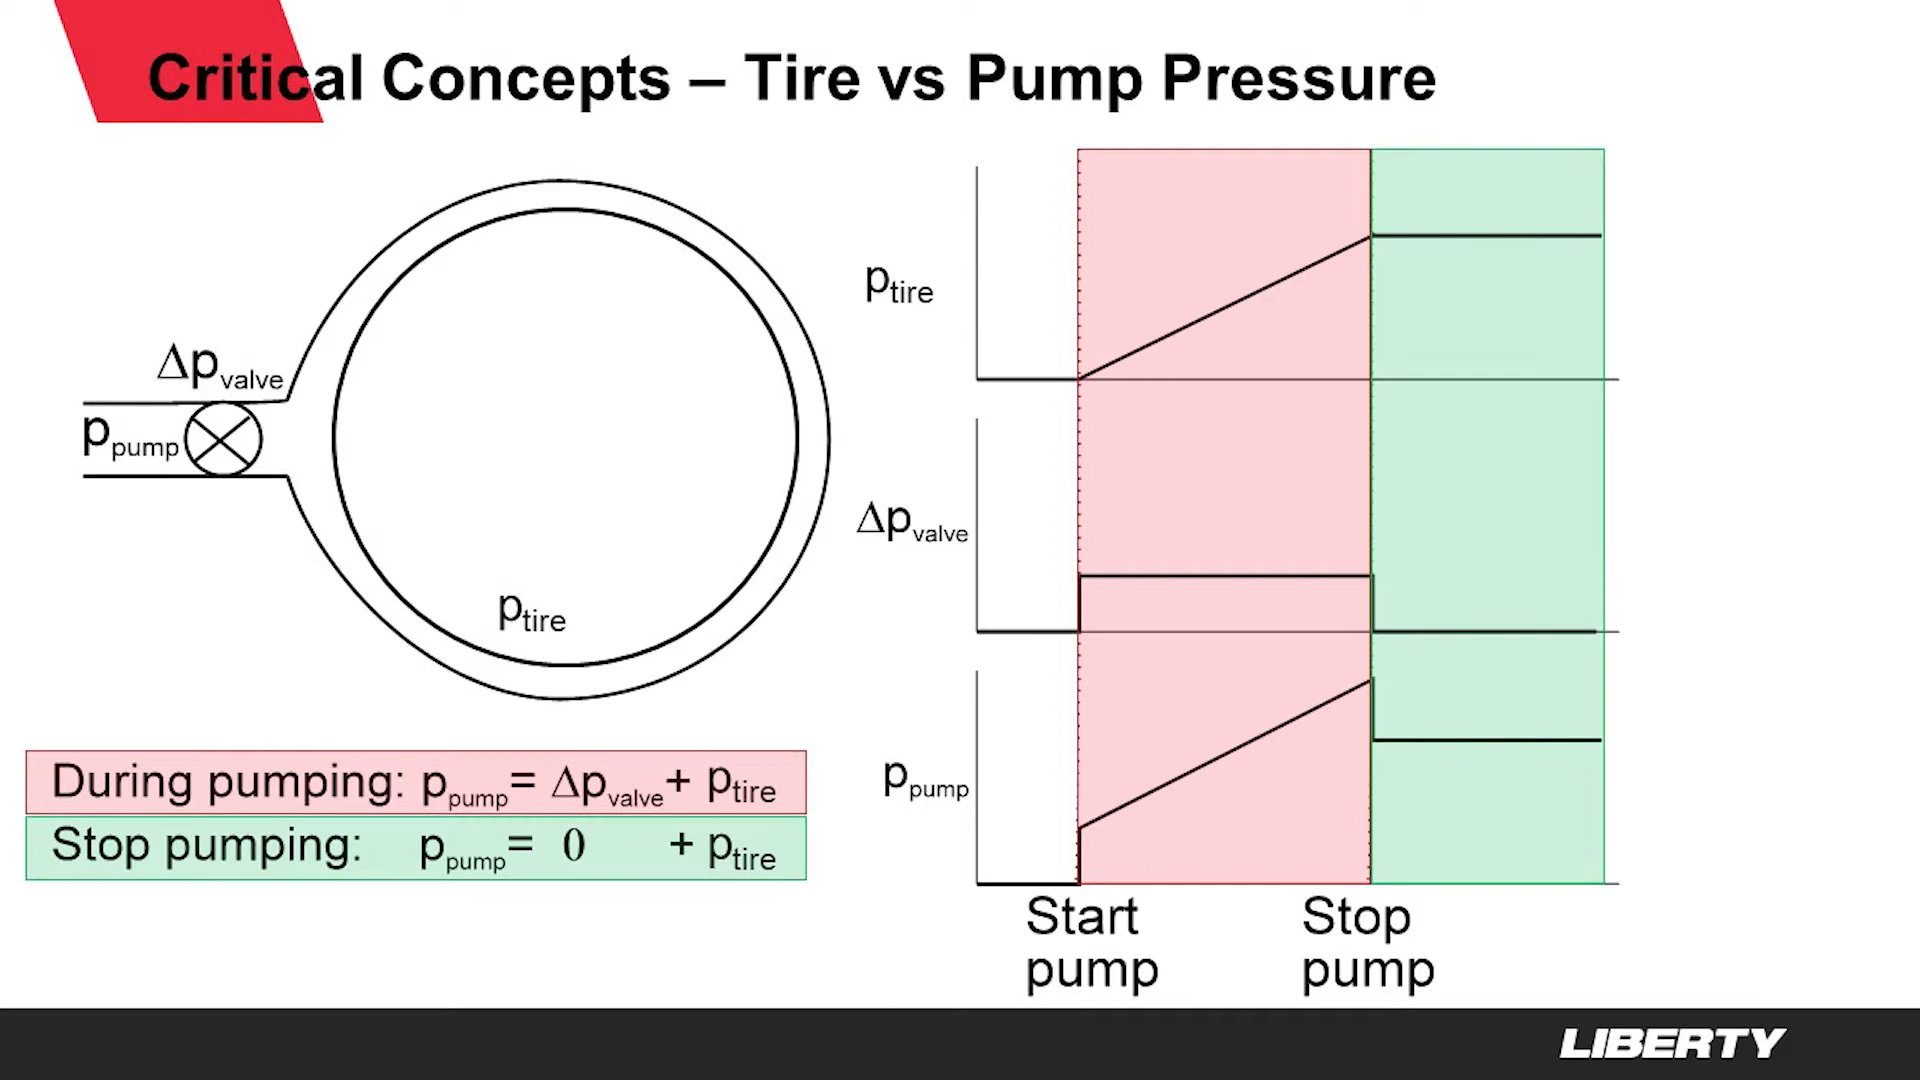 Critical Concepts – Tire vs Pump Pressure
Δpvalve
ppump
ptire
During pumping: ppump= Δpvalve+ ptire
Stop pumping: ppump= 0 + ptire
ptire
Δpvalve
ppump
Start
pump
Stop
pump
LIBERTY